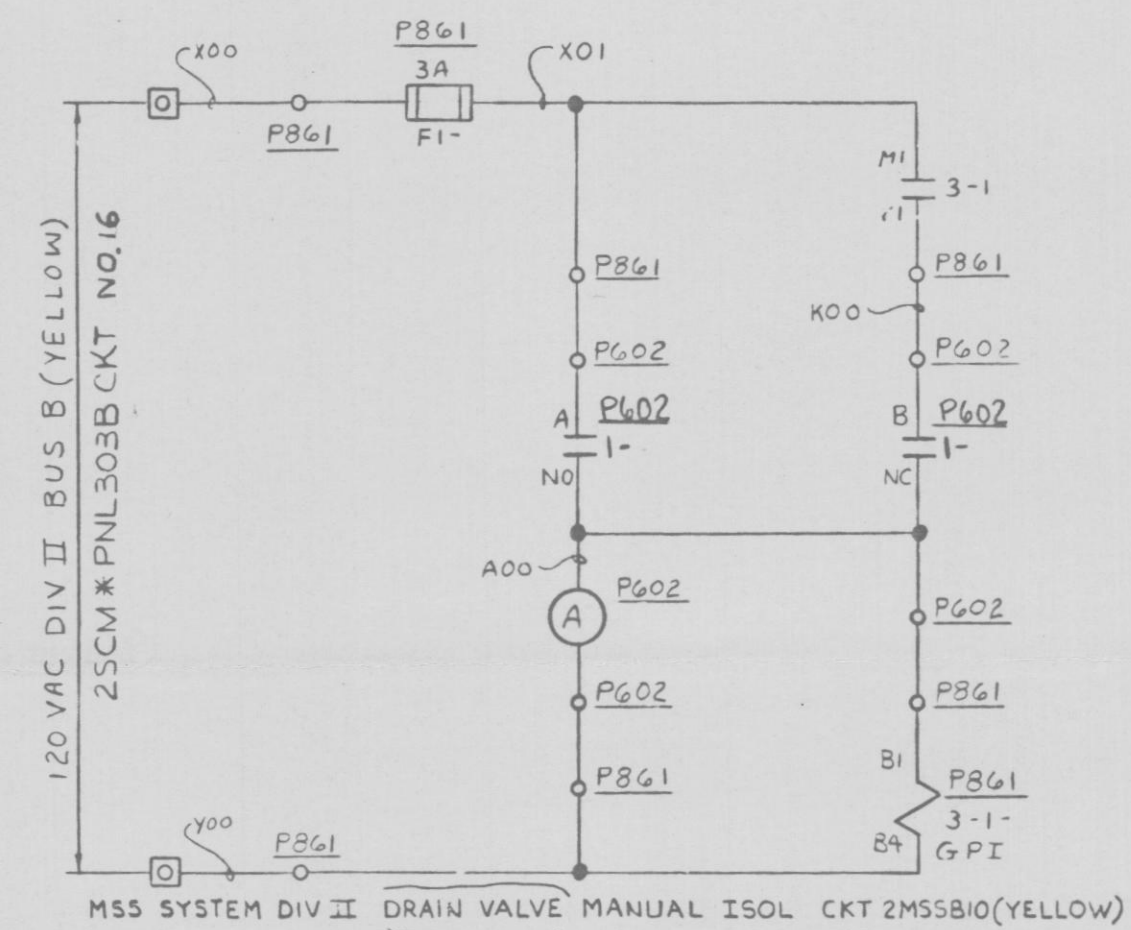 P861
X00
3A
X01
P861
F1-
M1
3-1
P861
P861
K00
P602
P602
A
P602
1-
NO
B
P602
1-
NC
A00
P602
A
P602
P602
P861
P861
B1
P861
3-1-
B4
GPI
Y00
P861
120 VAC DIV II BUS B (YELLOW)
2SCM*PNL303B CKT NO.16
MSS SYSTEM DIV II DRAIN VALVE MANUAL ISOL CKT 2MSSB10(YELLOW)